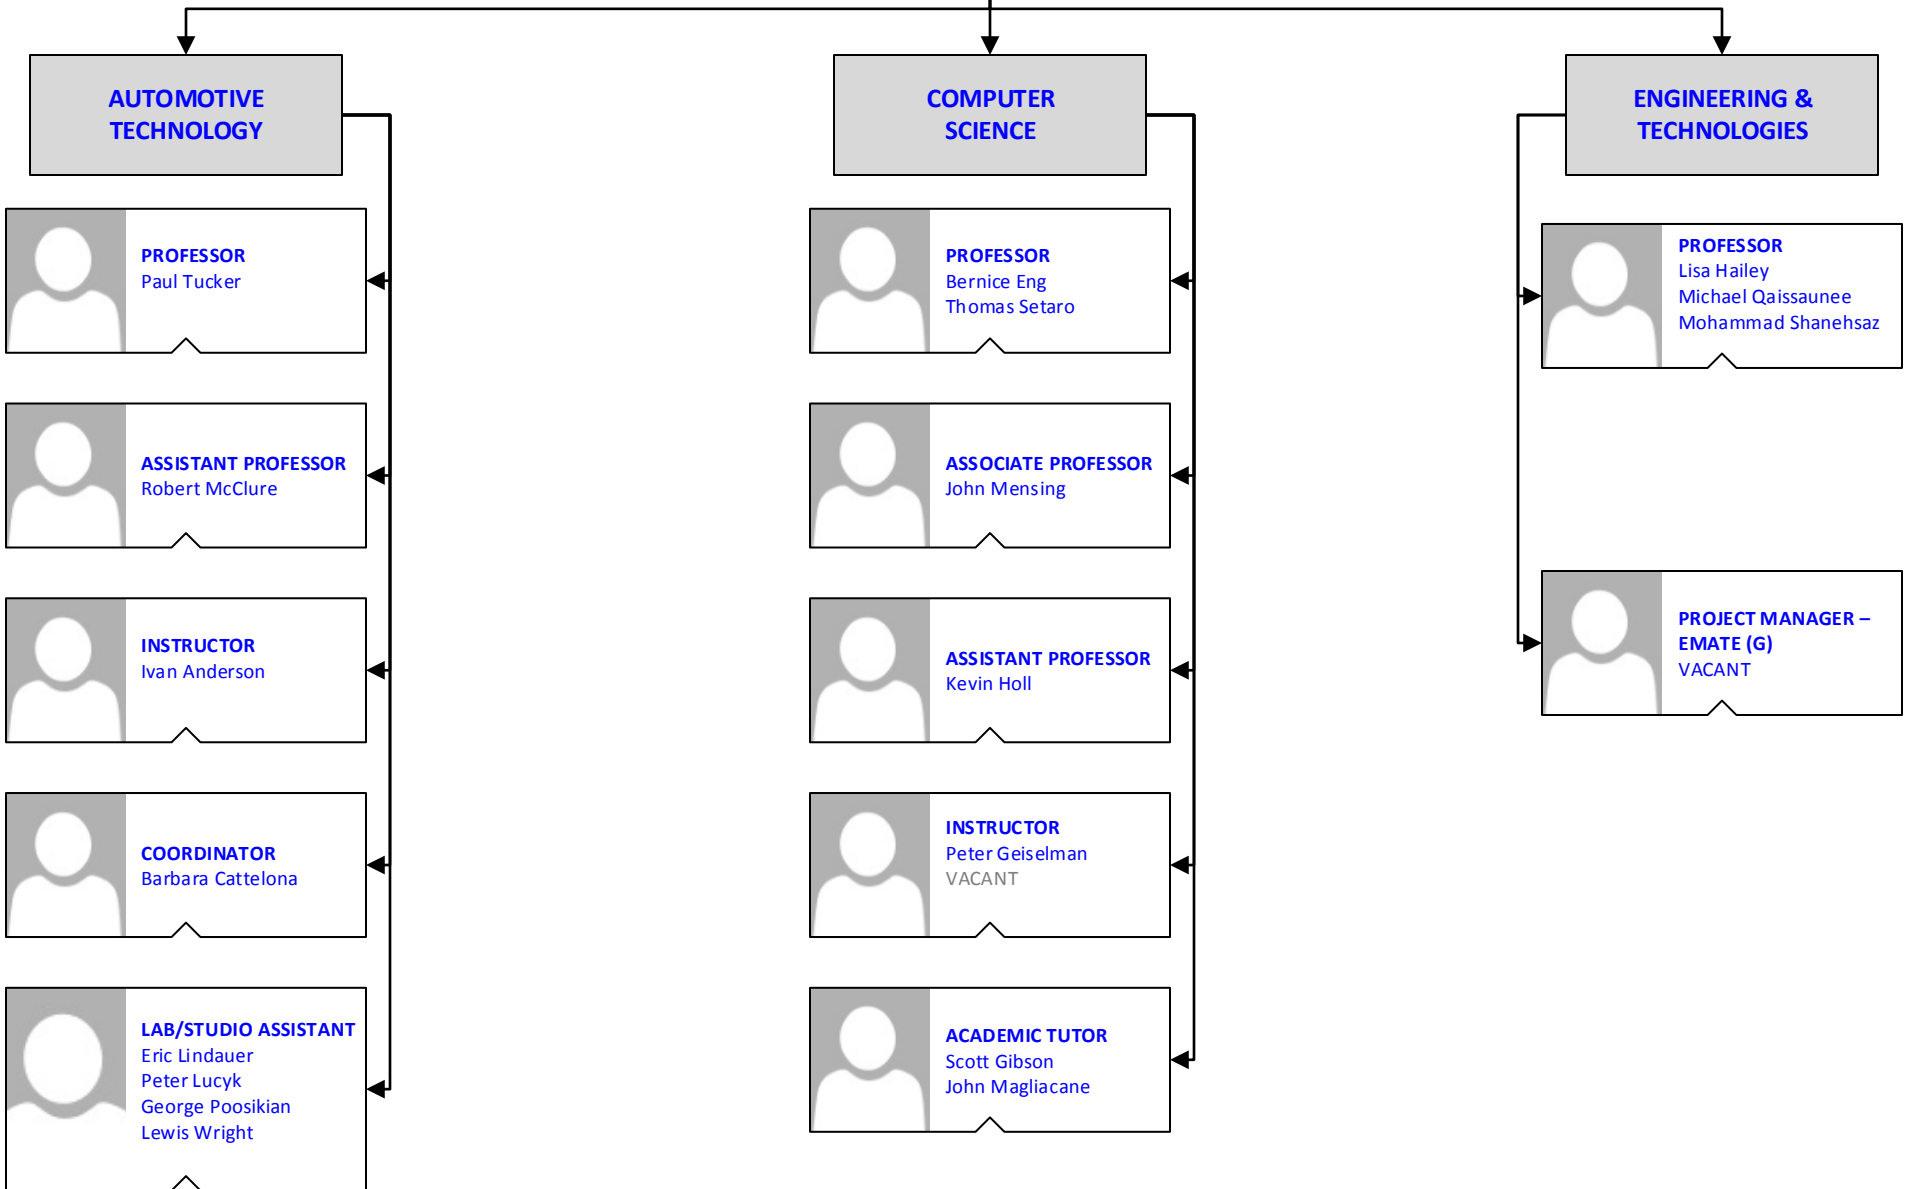 AUTOMOTIVE
TECHNOLOGY
PROFESSOR
Paul Tucker
ASSISTANT PROFESSOR
Robert McClure
INSTRUCTOR
Ivan Anderson
COORDINATOR
Barbara Cattelona
LAB/STUDIO ASSISTANT
Eric Lindauer
Peter Lucyk
George Poosikian
Lewis Wright
COMPUTER
SCIENCE
PROFESSOR
Bernice Eng
Thomas Setaro
ASSOCIATE PROFESSOR
John Mensing
ASSISTANT PROFESSOR
Kevin Holl
INSTRUCTOR
Peter Geiselman
VACANT
ACADEMIC TUTOR
Scott Gibson
John Magliacane
ENGINEERING &
TECHNOLOGIES
PROFESSOR
Lisa Hailey
Michael Qaissaunee
Mohammad Shanehsaz
PROJECT MANAGER –
EMATE (G)
VACANT